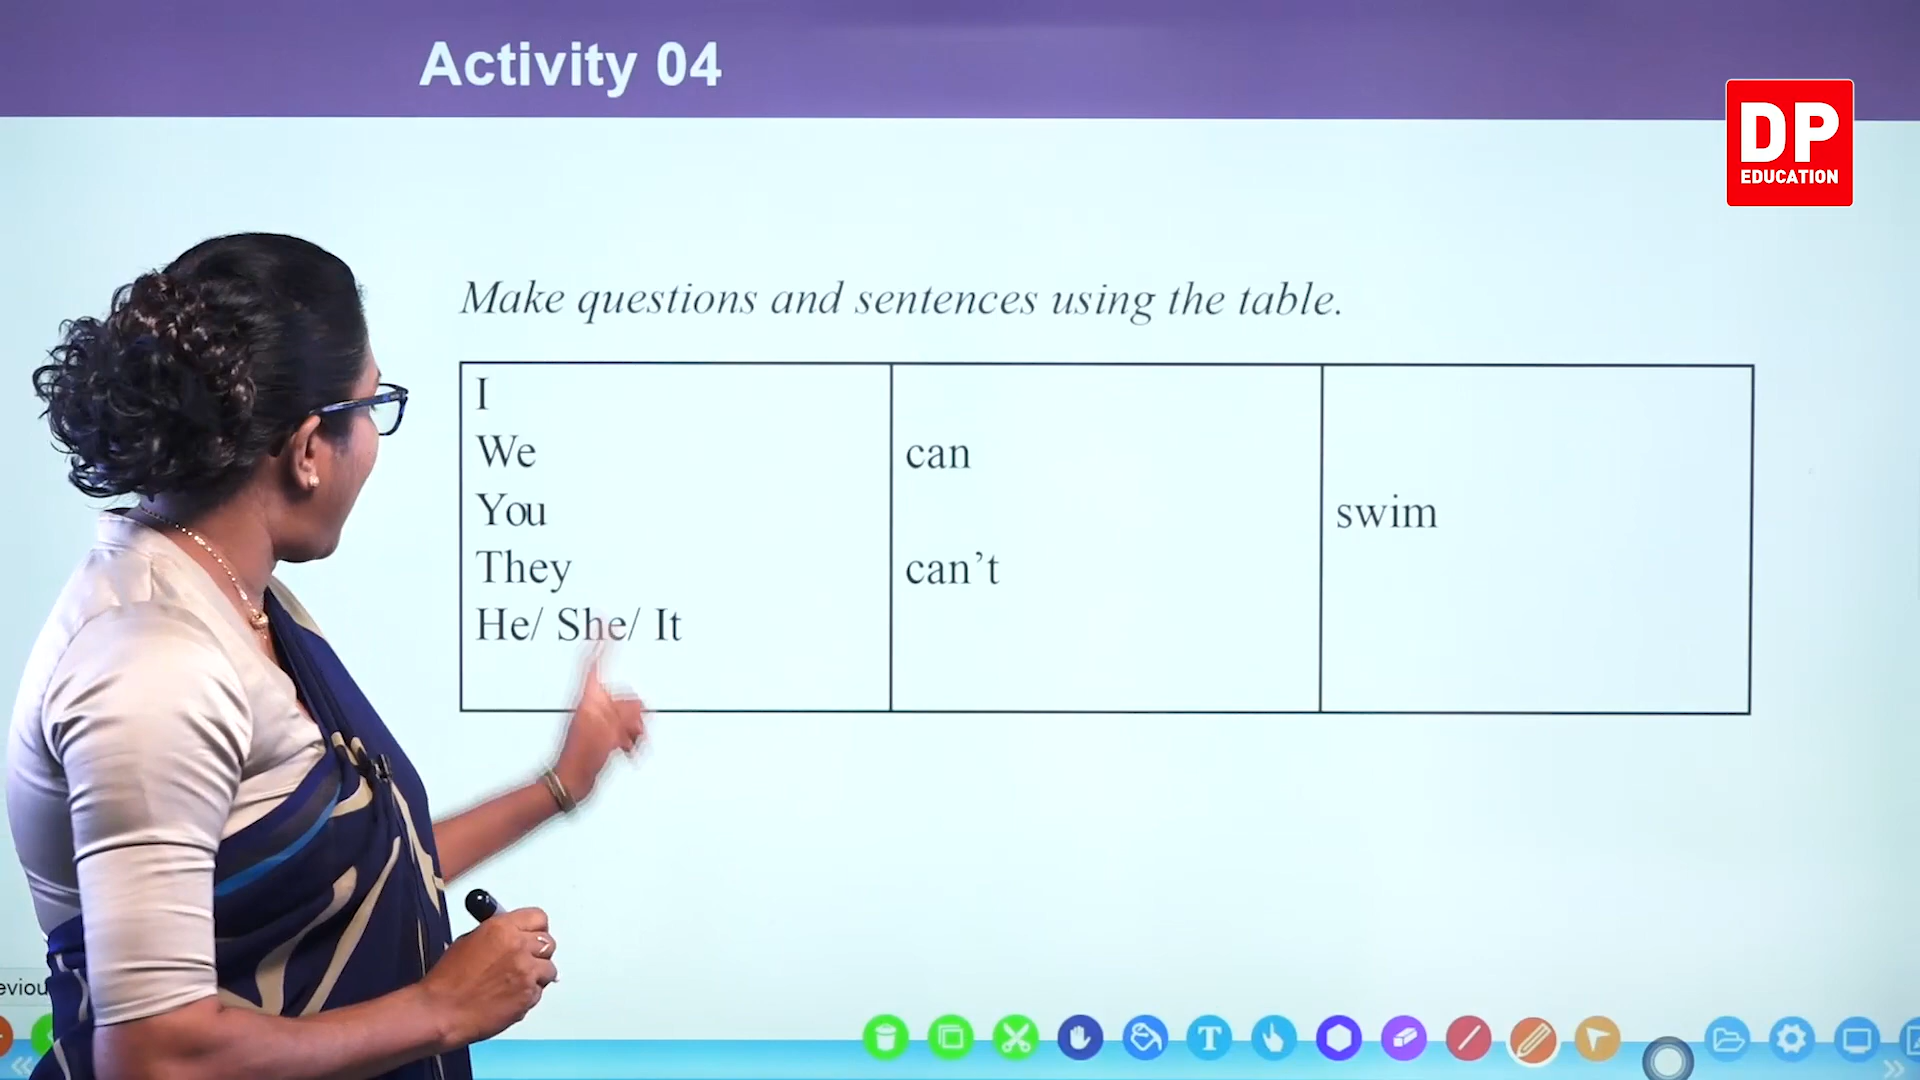 Activity 04
DP
EDUCATION
Make questions and sentences using the table.
I
We
You
They
He/ She/ It
can
can't
swim
eviou
T